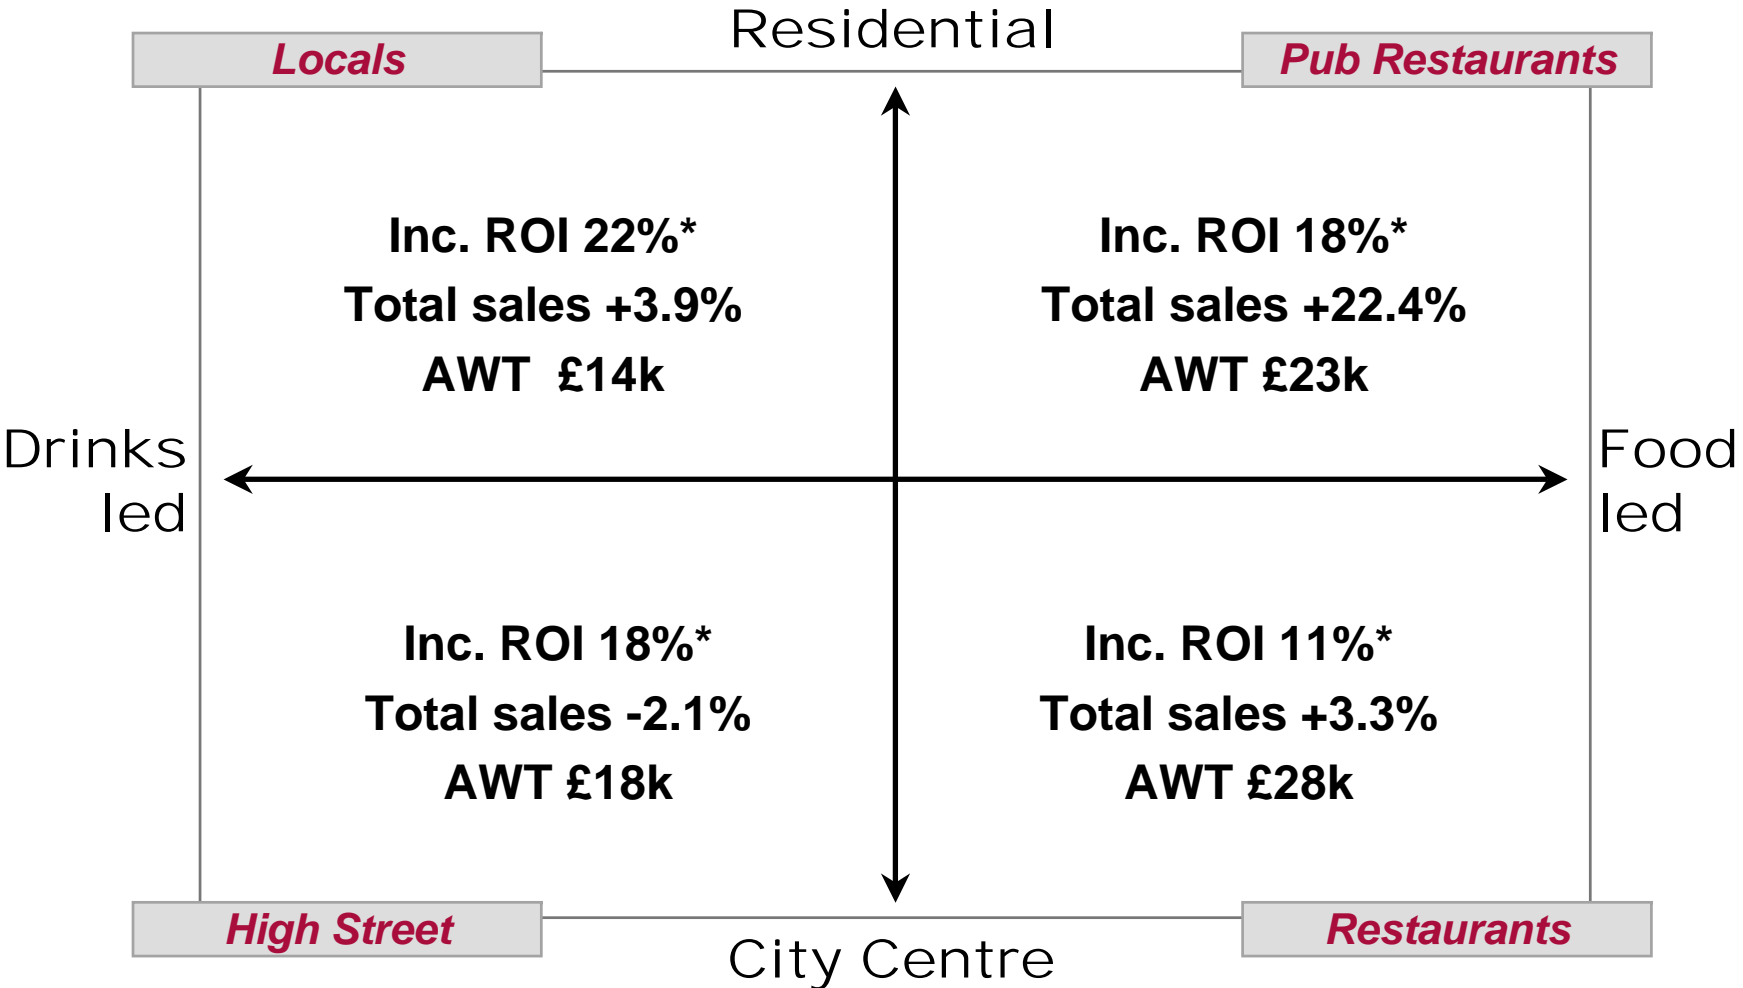 Residential
Locals
Pub Restaurants
Inc. ROI 22%*
Total sales +3.9%
AWT  £14k
Inc. ROI 18%*
Total sales +22.4%
AWT £23k
Drinks
led
Food
led
Inc. ROI 18%*
Total sales -2.1%
AWT £18k
Inc. ROI 11%*
Total sales +3.3%
AWT £28k
High Street
Restaurants
City Centre